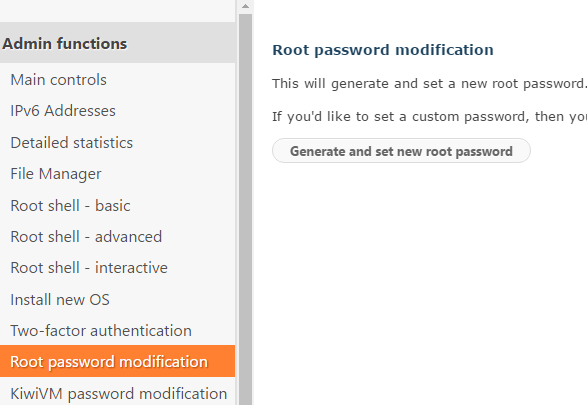 Admin functions
Main controls
IPv6 Addresses
Detailed statistics
File Manager
Root shell - basic
Root shell - advanced
Root shell - interactive
Install new OS
Two-factor authentication
Root password modification
KiwiVM password modification
Root password modification
This will generate and set a new root password.
If you'd like to set a custom password, then you
Generate and set new root password